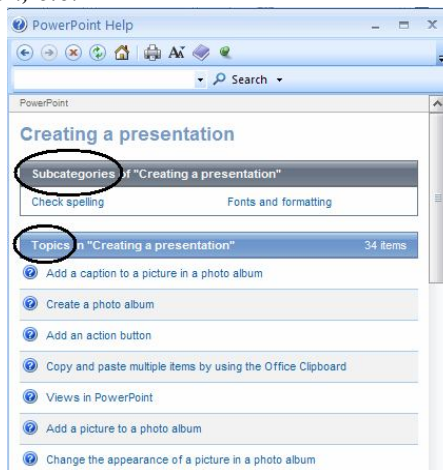 PowerPoint Help
Search
PowerPoint
Creating a presentation
Subcategories of "Creating a presentation"
Check spelling Fonts and formatting
Topics in "Creating a presentation" 34 items
Add a caption to a picture in a photo album
Create a photo album
Add an action button
Copy and paste multiple items by using the Office Clipboard
Views in PowerPoint
Add a picture to a photo album
Change the appearance of a picture in a photo album